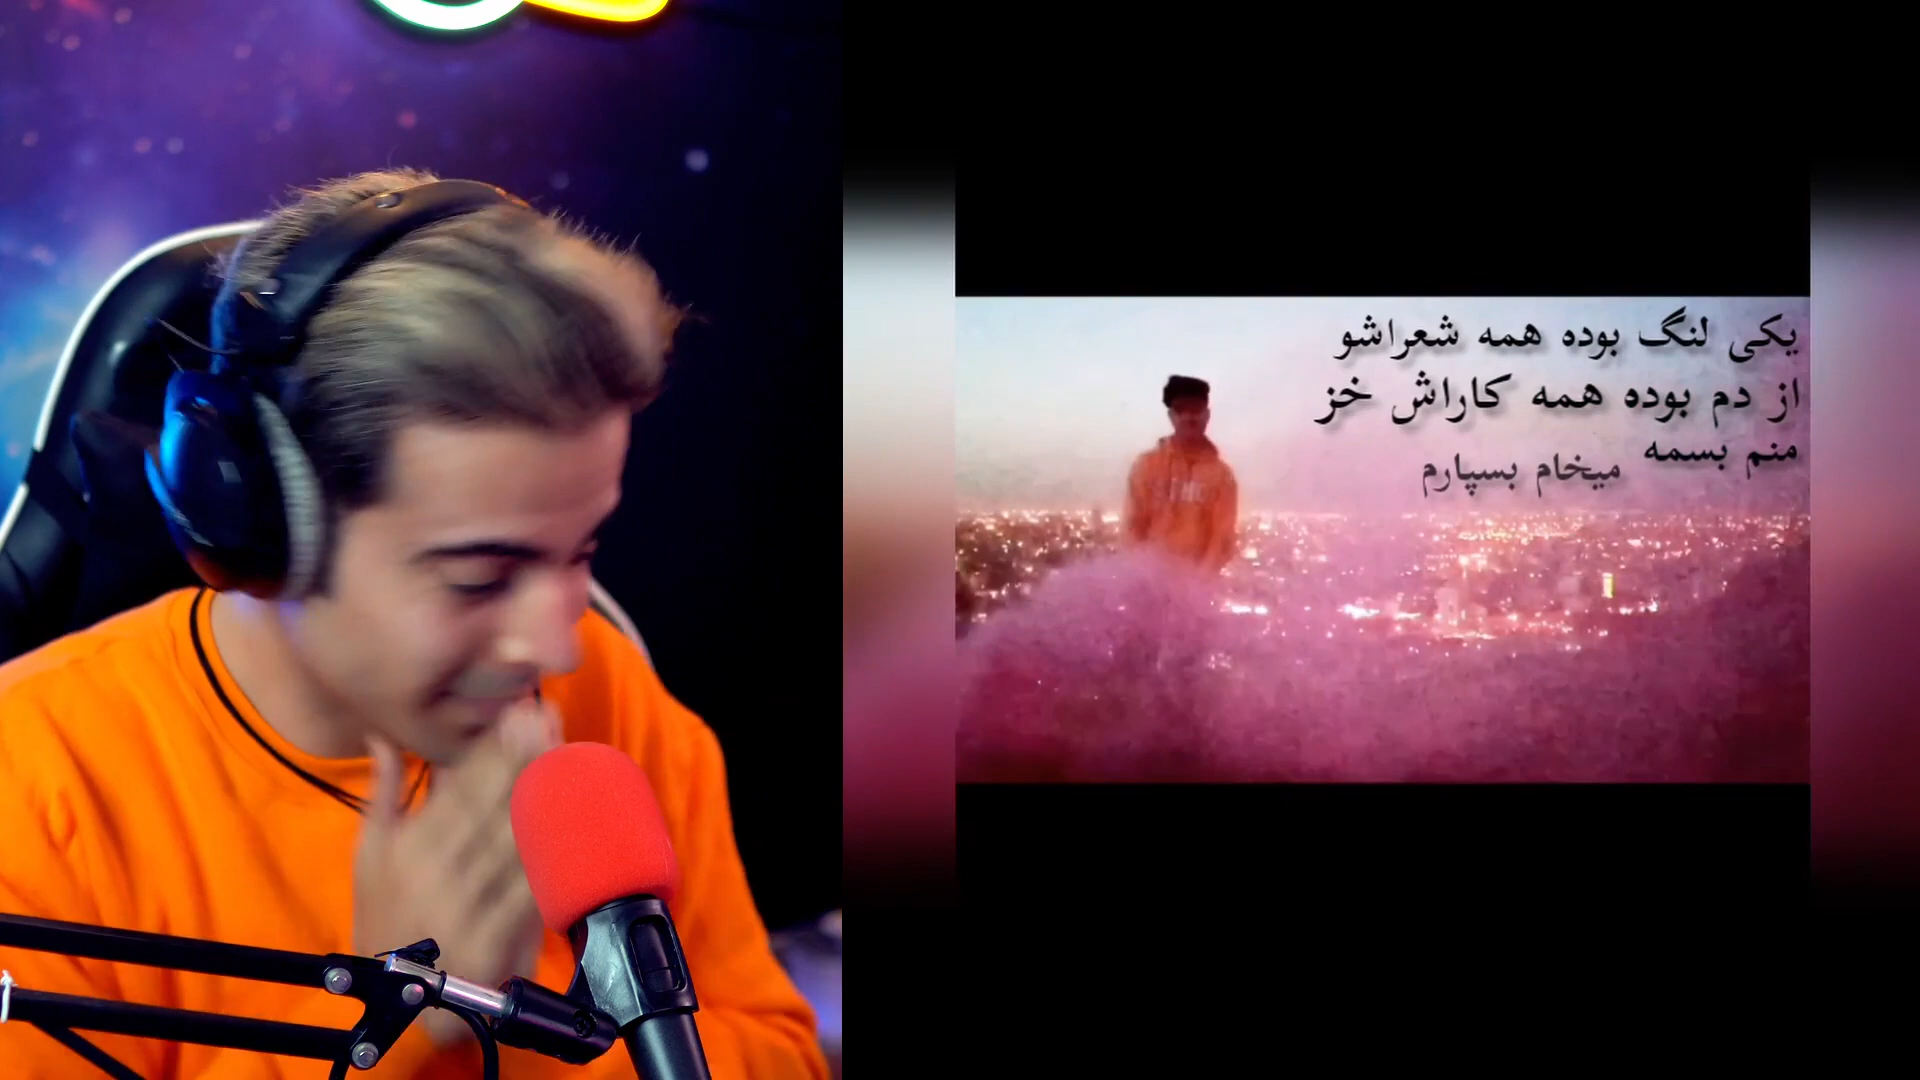 یکی لنگ بوده همه شعراشو
از دم بوده همه کاراش خز
منم بسمه میخام بسپارم